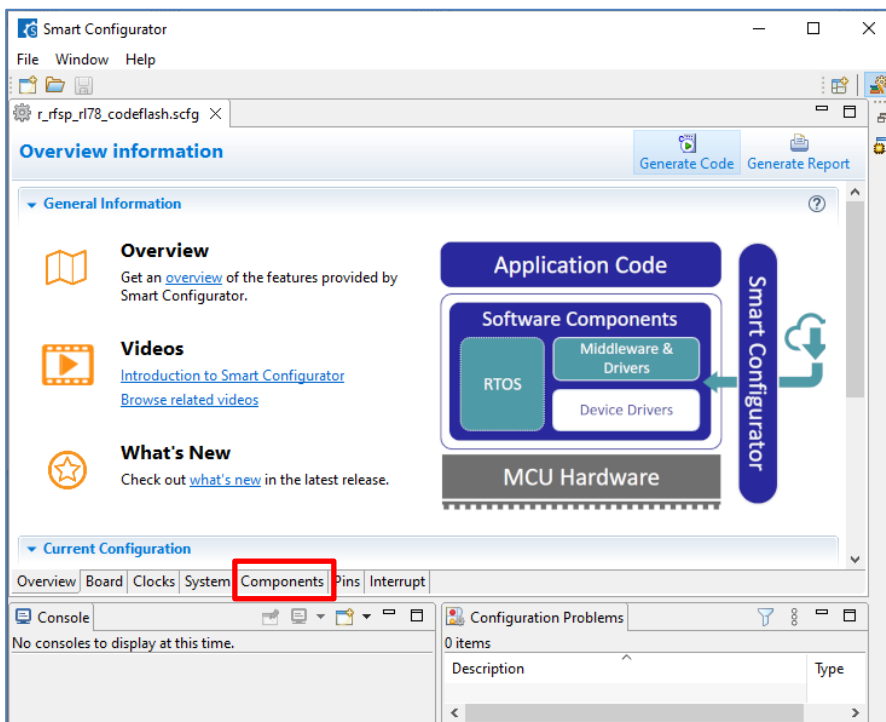 Smart Configurator
File Window Help
r_rfsp_rl78_codeflash.scfg
Overview information
Generate Code
Generate Report
General Information
Overview
Get an overview of the features provided by
Smart Configurator.
Videos
Introduction to Smart Configurator
Browse related videos
What's New
Check out what's new in the latest release.
Application Code
Software Components
RTOS
Middleware &
Drivers
Device Drivers
MCU Hardware
Smart Configurator
Current Configuration
Overview Board Clocks System Components Pins Interrupt
Console
No consoles to display at this time.
Configuration Problems
0 items
Description Type